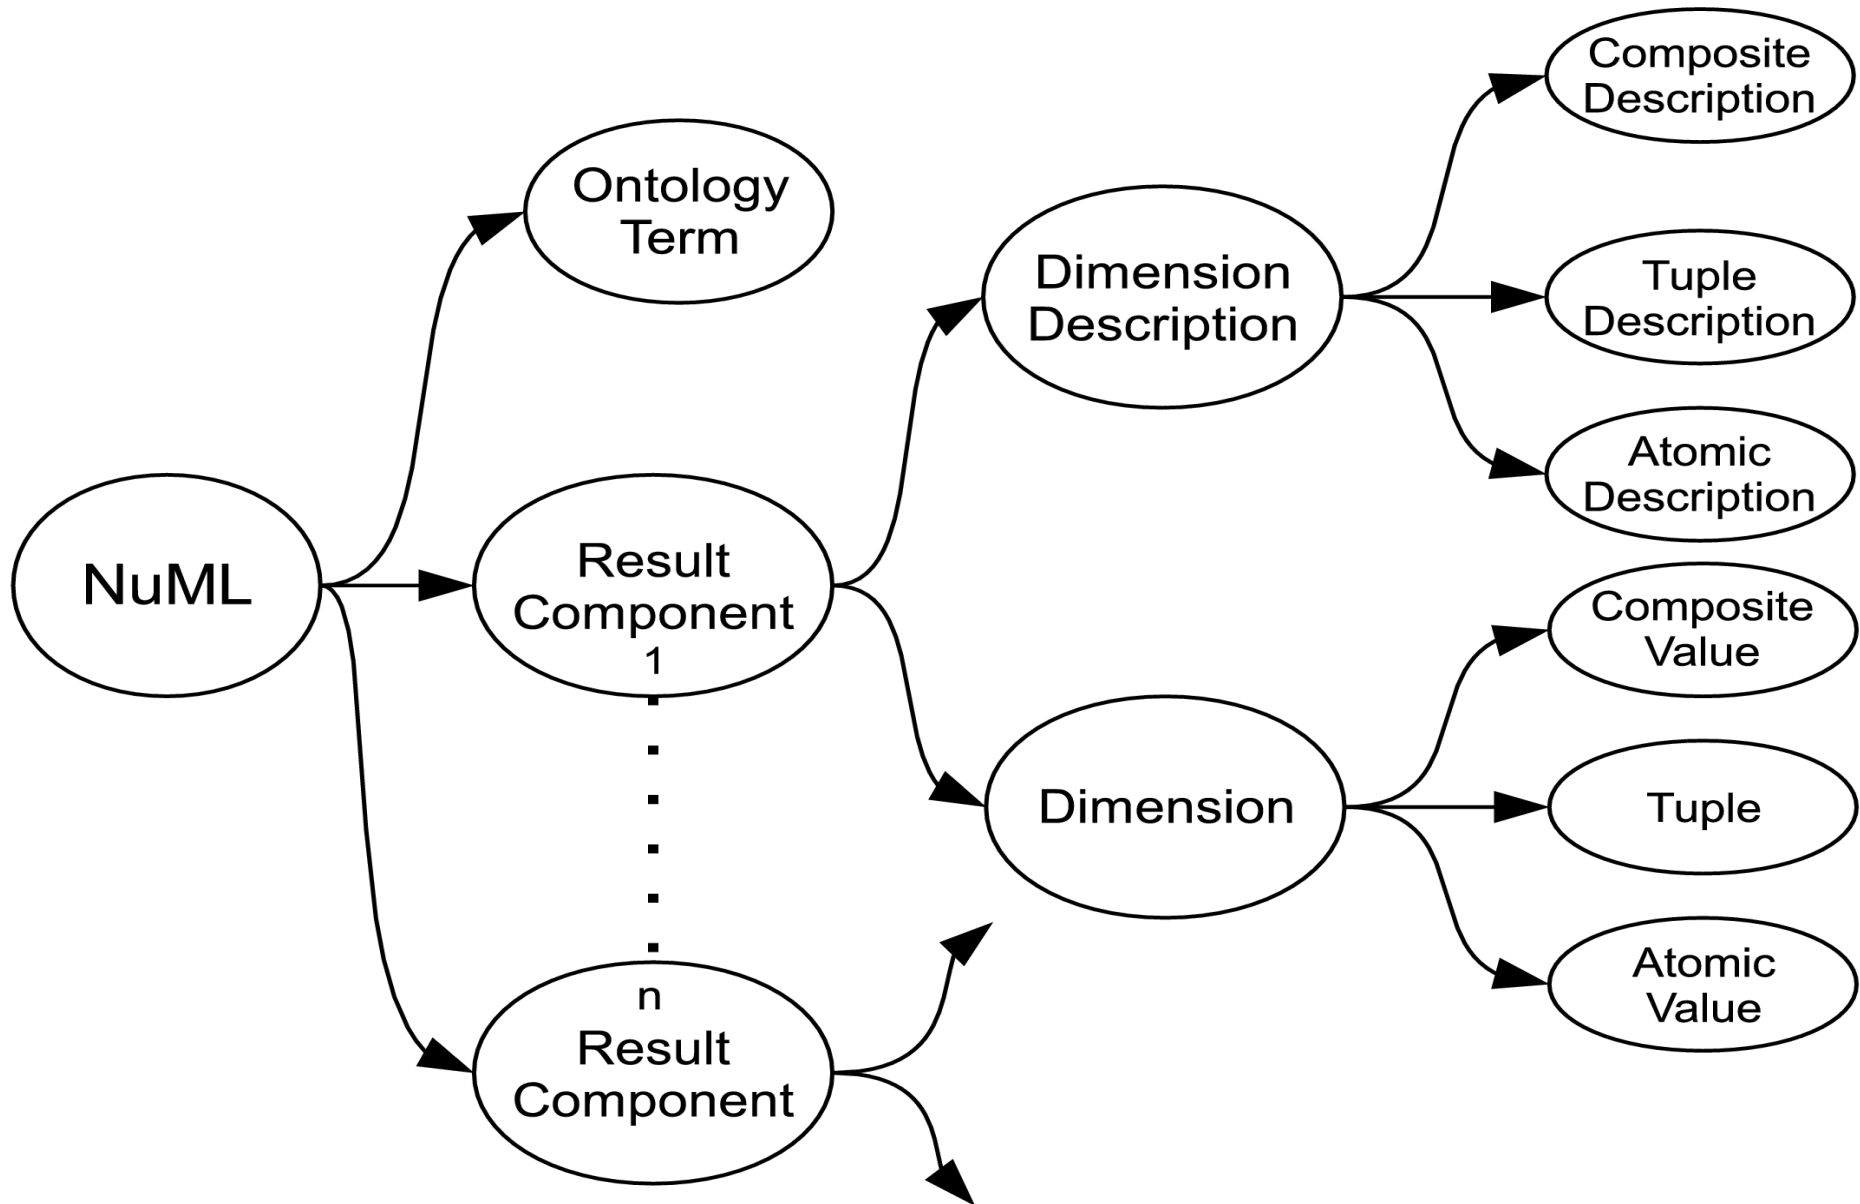 NuML
Ontology
Term
Result
Component
1
n
Result
Component
Dimension
Description
Dimension
Composite
Description
Tuple
Description
Atomic
Description
Composite
Value
Tuple
Atomic
Value